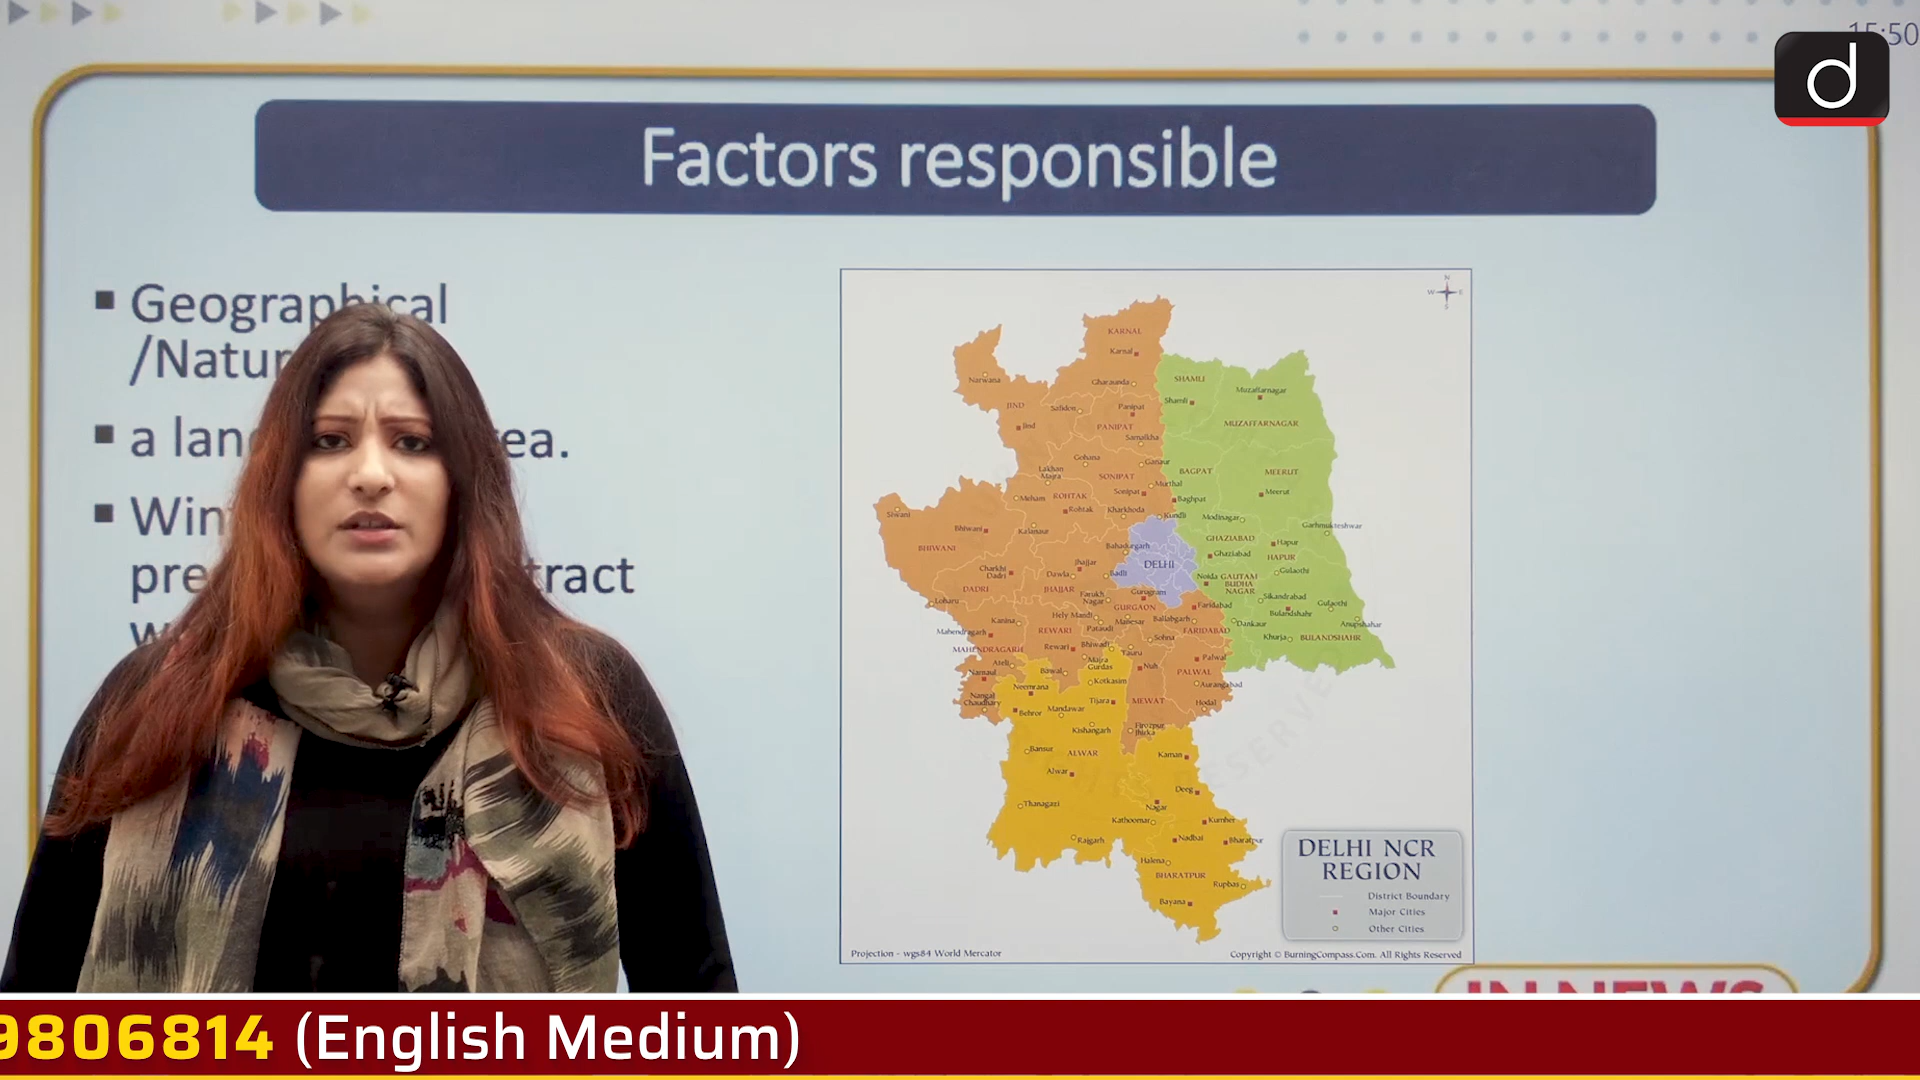 15:50
d
Factors responsible
Geographical
/Natur
a lan ea.
Win
pre tract
w
N
W E
S
KARNAL
Karnal
Narwana
Gharaunda
SHAMLI
Shamli
Muzaffarnagar
JIND
Safidon
Panipat
Jind
PANIPAT
MUZAFFARNAGAR
Samalkha
Gohana
Ganaur
Lakhan
Majra
SONIPAT
BAGPAT
MEERUT
Murthal
Meham
ROHTAK
Sonipat
Baghpat
Meerut
Siwani
Rohtak
Kharkhoda
Kundli
Modinagar
Garhmukteshwar
Bhiwani
Kalanaur
BHIWANI
Bahadurgarh
GHAZIABAD
Hapur
Ghaziabad
HAPUR
Jhajjar
DELHI
Charkhi
Dadri
Dawla
Badli
Gulaothi
Noida
GAUTAM
BUDHA
NAGAR
DADRI
JHAJJAR
Farukh
Nagar
Gurugram
Sikandrabad
Gulaothi
Loharu
GURGAON
Faridabad
Bulandshahr
Hely Mandi
Manesar
Ballabgarh
Dankaur
Anupshahar
Kanina
Pataudi
Mahendragarh
REWARI
Sohna
FARIDABAD
Khurja
BULANDSHAHR
MAHENDRAGARH
Rewari
Bhiwadi
Tauru
Ateli
Majra
Gurdas
Palwal
Narnaul
Bawal
Nuh
PALWAL
Kotkasim
Neemrana
Aurangabad
Nangal
Chaudhary
Tijara
MEWAT
Hodal
Behror
Mandawar
Kishangarh
Firozpur
Jhirka
Bansur
ALWAR
Kaman
Alwar
Deeg
Thanagazi
Nagar
Kathoomar
Kumher
Rajgarh
Nadbai
Bharatpur
Halena
BHARATPUR
Rupbas
Bayana
DELHI NCR
REGION
District Boundary
Major Cities
Other Cities
Projection - wgs84 World Mercator
Copyright © BurningCompass.Com. All Rights Reserved
IN NEWS
9806814 (English Medium)